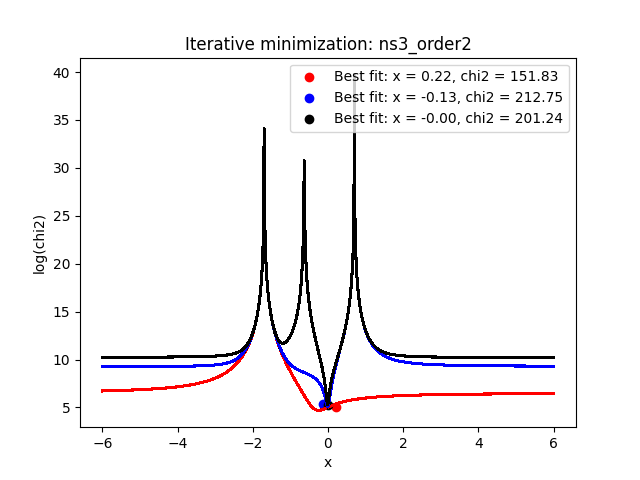 Iterative minimization: ns3_order2
Best fit: x = 0.22, chi2 = 151.83
Best fit: x = -0.13, chi2 = 212.75
Best fit: x = -0.00, chi2 = 201.24
log(chi2)
40
35
30
25
20
15
10
5
−6 −4 −2 0 2 4 6
x